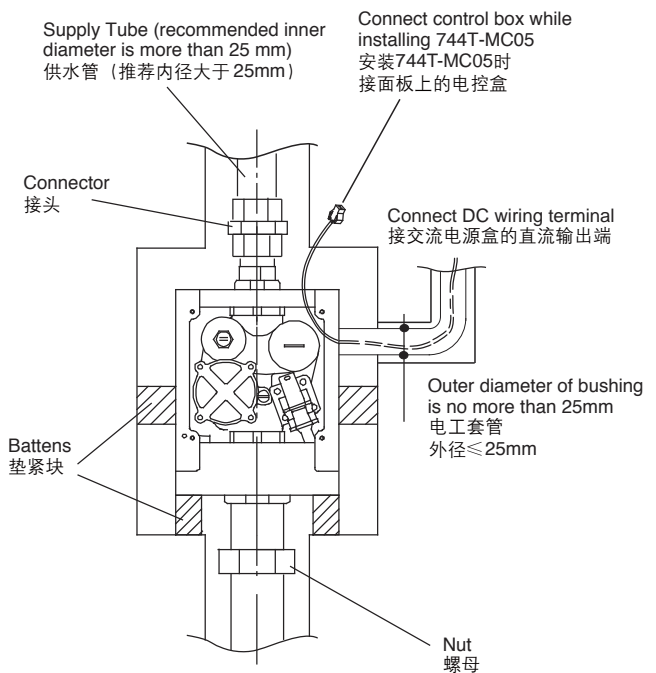 Supply Tube (recommended inner
diameter is more than 25 mm)
供水管（推荐内径大于25mm）
Connect control box while
installing 744T-MC05
安装744T-MC05时
接面板上的电控盒
Connector
接头
Connect DC wiring terminal
接交流电源盒的直流输出端
Outer diameter of bushing
is no more than 25mm
电工套管
外径≤25mm
Battens
垫紧块
Nut
螺母